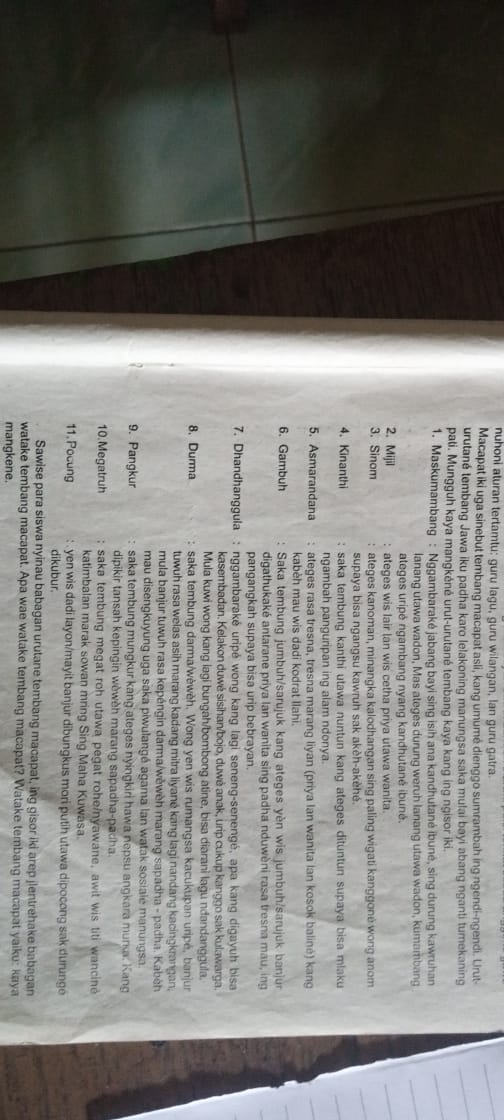 nuhoni aturan tertamtu: guru lagu, guru wilangan, lan guru gatra.
Macapat iki uga sinebut tembang macapat asli, kang umumé dienggo sumrambah ing ngendi-ngendi. Urut-
urutané tembang Jawa iku padha karo lelakoning manungsa saka mulai bayi abang nganti tumekaning
pati. Mungguh kaya mangkéné urut-urutané tembang kaya kang ing ngisor iki.
1. Maskumambang : Nggambaraké jabang bayi sing isih ana kandhutané ibuné, sing durung kawruhan
lanang utawa wadon, Mas ateges durung weruh lanang utawa wadon, kumambang
ateges uripé ngambang nyang kandhutané ibuné.
2. Mijil : ateges wis lair lan wis cetha priya utawa wanita.
3. Sinom : ateges kanoman, minangka kalodhangan sing paling wigati kanggoné wong anom
supaya bisa ngangsu kawruh sak akèh-akèhé.
4. Kinanthi : saka tembung kanthi utawa nuntun kang ateges dituntun supaya bisa mlaku
ngambah panguripan ing alam ndonya.
5. Asmarandana : ateges rasa tresna, tresna marang liyan (priya lan wanita lan kosok baliné) kang
kabèh mau wis dadi kodrat Ilahi.
6. Gambuh : Saka tembung jumbuh/sarujuk kang ateges yèn wis jumbuh/sarujuk banjur
digathukaké antarane priya lan wanita sing padha nduwèni rasa tresna mau, ing
pangangkah supaya bisa urip bebrayan.
7. Dhandhanggula : nggambaraké uripé wong kang lagi seneng-senengé, apa kang digayuh bisa
kasembadan. Kelakon duwé sisihan/bojo, duwé anak, urip cukup kanggo sak kulawarga.
Mula kuwi wong kang lagi bungah/bombong atine, bisa diarani lagu ndandanggula.
8. Durma : saka tembung darma/wèwèh. Wong yen wis rumangsa kacukupan uripé, banjur
tuwuh rasa welas asih marang kadang mitra liyané kang lagi nandang kacingkrangan,
mula banjur tuwuh rasa kepéngin darma/wèwèh marang sapadha - padha. Kabèh
mau disengkuyung uga saka piwulangé agama lan watak sosiale manungsa.
9. Pangkur : saka tembung mungkur kang ateges nyingkiri hawa nepsu angkara murka. Kang
dipikir tansah kepingin wèwèh marang sapadha-padha.
10.Megatruh : saka tembung megat roh utawa pegat rohe/nyawane, awit wis titi wanciné
katimbalan marak sowan mring Sing Maha Kuwasa.
11.Pocung : yen wis dadi layon/mayit banjur dibungkus mori putih utawa dipocong sak durunge
dikubur.
Sawise para siswa nyinau babagan urutane tembang macapat, ing gisor iki arep jlentrehake babagan
watake tembang macapat. Apa wae watake tembang macapat? Watake tembang macapat yaiku: kaya
mangkene.